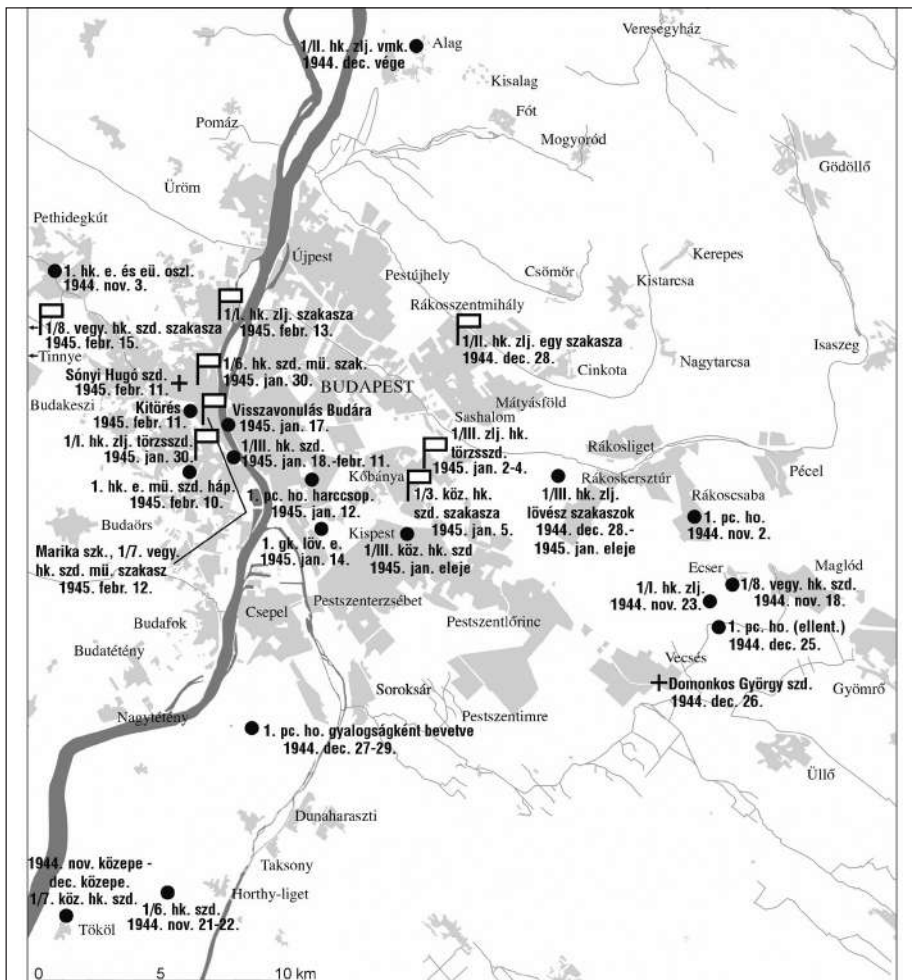 1/II. hk. zlj. vmk.
1944. dec. vége
Alag
Veresegyház
Kisalag
Fót
Mogyoród
Pomáz
Gödöllő
Üröm
Pethidegkút
Újpest
Pestújhely
Csömör
Kerepes
Kistarcsa
1. hk. e. és eü. oszl.
1944. nov. 3.
Rákosszentmihály
1/8. vegy. hk. szd. szakasza
1945. febr. 15.
1/I. hk. zlj. szakasza
1945. febr. 13.
1/II. hk. zlj. egy szakasza
1944. dec. 28.
Isaszeg
Tinnye
Cinkota
Nagytarcsa
Sónyi Hugó szd.
1945. febr. 11.
1/6. hk. szd. mü. szak.
1945. jan. 30.
BUDAPEST
Mátyásföld
Budakeszi
Kitörés
1945. febr. 11.
Visszavonulás Budára
1945. jan. 17.
Sashalom
1/I. hk. zlj. törzsszd.
1945. jan. 30.
1/III. hk. szd.
1945. jan. 18.-febr. 11.
1/III. zlj. hk.
törzsszd.
1945. jan. 2-4.
Rákosliget
Kőbánya
Rákoskersztúr
Pécel
1. hk e. mü. szd. háp.
1945. febr. 10.
1. pc. ho. harccsop.
1945. jan. 12.
1/3. köz. hk.
szd. szakasza
1945. jan. 5.
1/III. hk. zlj.
lövész szakaszok
1944. dec. 28.-
1945. jan. eleje
Rákoscsaba
1. pc. ho.
1944. nov. 2.
Budaörs
Kispest
1. gk. löv. e.
1945. jan. 14.
1/III. köz. hk. szd
1945. jan. eleje
Marika szk., 1/7. vegy.
hk. szd. mü. szakasz
1945. febr. 12.
Ecser
Maglód
1/8. vegy. hk. szd.
1944. nov. 18.
1/I. hk. zlj.
1944. nov. 23.
Csepel
Pestszenterzsébet
Budafok
Pestszentlőrinc
1. pc. ho. (ellent.)
1944. dec. 25.
Budatétény
Vecsés
Domonkos György szd.
1944. dec. 26.
Gyömrő
Soroksár
Nagytétény
Pestszentimre
1. pc. ho. gyalogságként bevetve
1944. dec. 27-29.
Üllő
Dunaharaszti
Taksony
1944. nov. közepe -
dec. közepe.
1/7. köz. hk. szd.
Horthy-liget
1/6. hk. szd.
1944. nov. 21-22.
Tököl
0 5 10 km